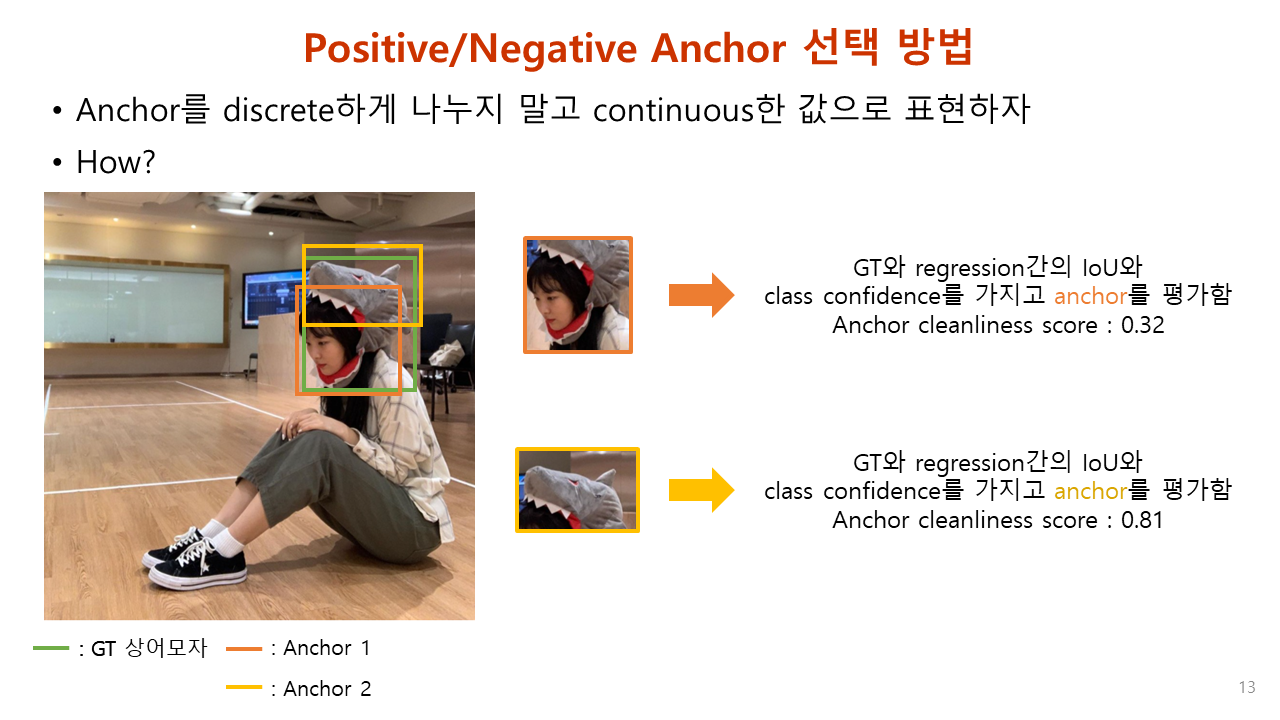 Positive/Negative Anchor 선택 방법
• Anchor를 discrete하게 나누지 말고 continuous한 값으로 표현하자
• How?
GT와 regression간의 IoU와
class confidence를 가지고 anchor를 평가함
Anchor cleanliness score : 0.32
GT와 regression간의 IoU와
class confidence를 가지고 anchor를 평가함
Anchor cleanliness score : 0.81
: GT 상어모자
: Anchor 1
: Anchor 2
13